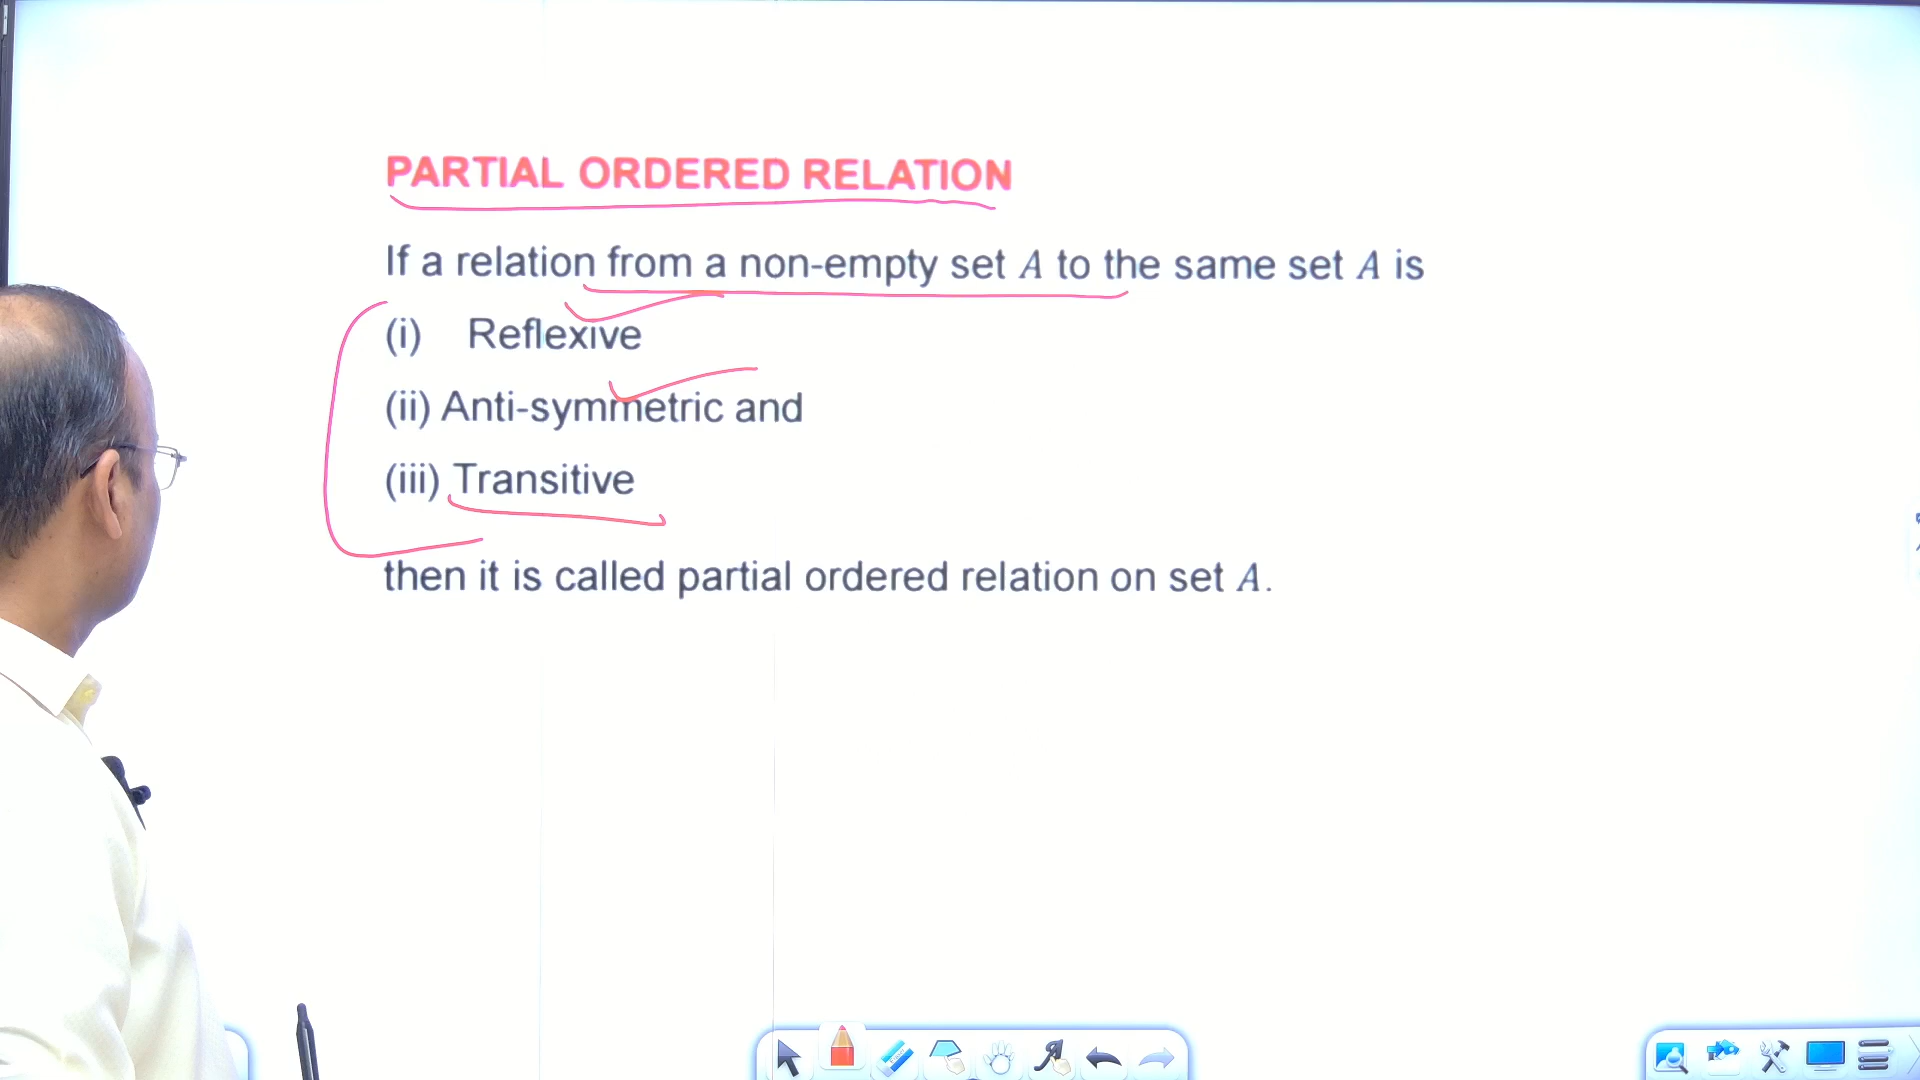 PARTIAL ORDERED RELATION
If a relation from a non-empty set A to the same set A is
(i) Reflexive
(ii) Anti-symmetric and
(iii) Transitive
then it is called partial ordered relation on set A.